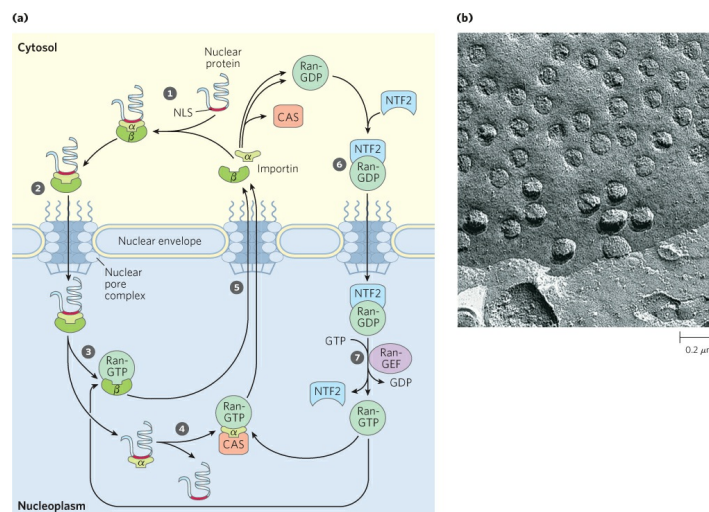 (a)
(b)
Cytosol
Nuclear
protein
NLS
1
α
β
2
Importin
α
β
CAS
Ran-
GDP
NTF2
NTF2
Ran-
GDP
6
Nuclear envelope
Nuclear
pore
complex
5
3
Ran-
GTP
β
α
4
Ran-
GTP
α
CAS
NTF2
Ran-
GDP
GTP
7
Ran-
GEF
GDP
NTF2
Ran-
GTP
Nucleoplasm
0.2 μ